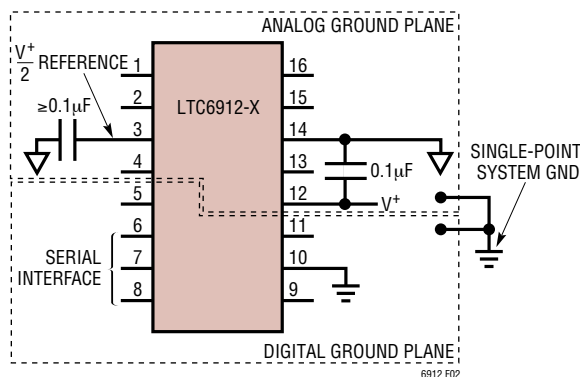 ANALOG GROUND PLANE
V+
2
REFERENCE
≥0.1µF
LTC6912-X
1
2
3
4
5
6
7
8
16
15
14
13
12
11
10
9
0.1µF
V+
SINGLE-POINT
SYSTEM GND
SERIAL
INTERFACE
DIGITAL GROUND PLANE
6912 F02